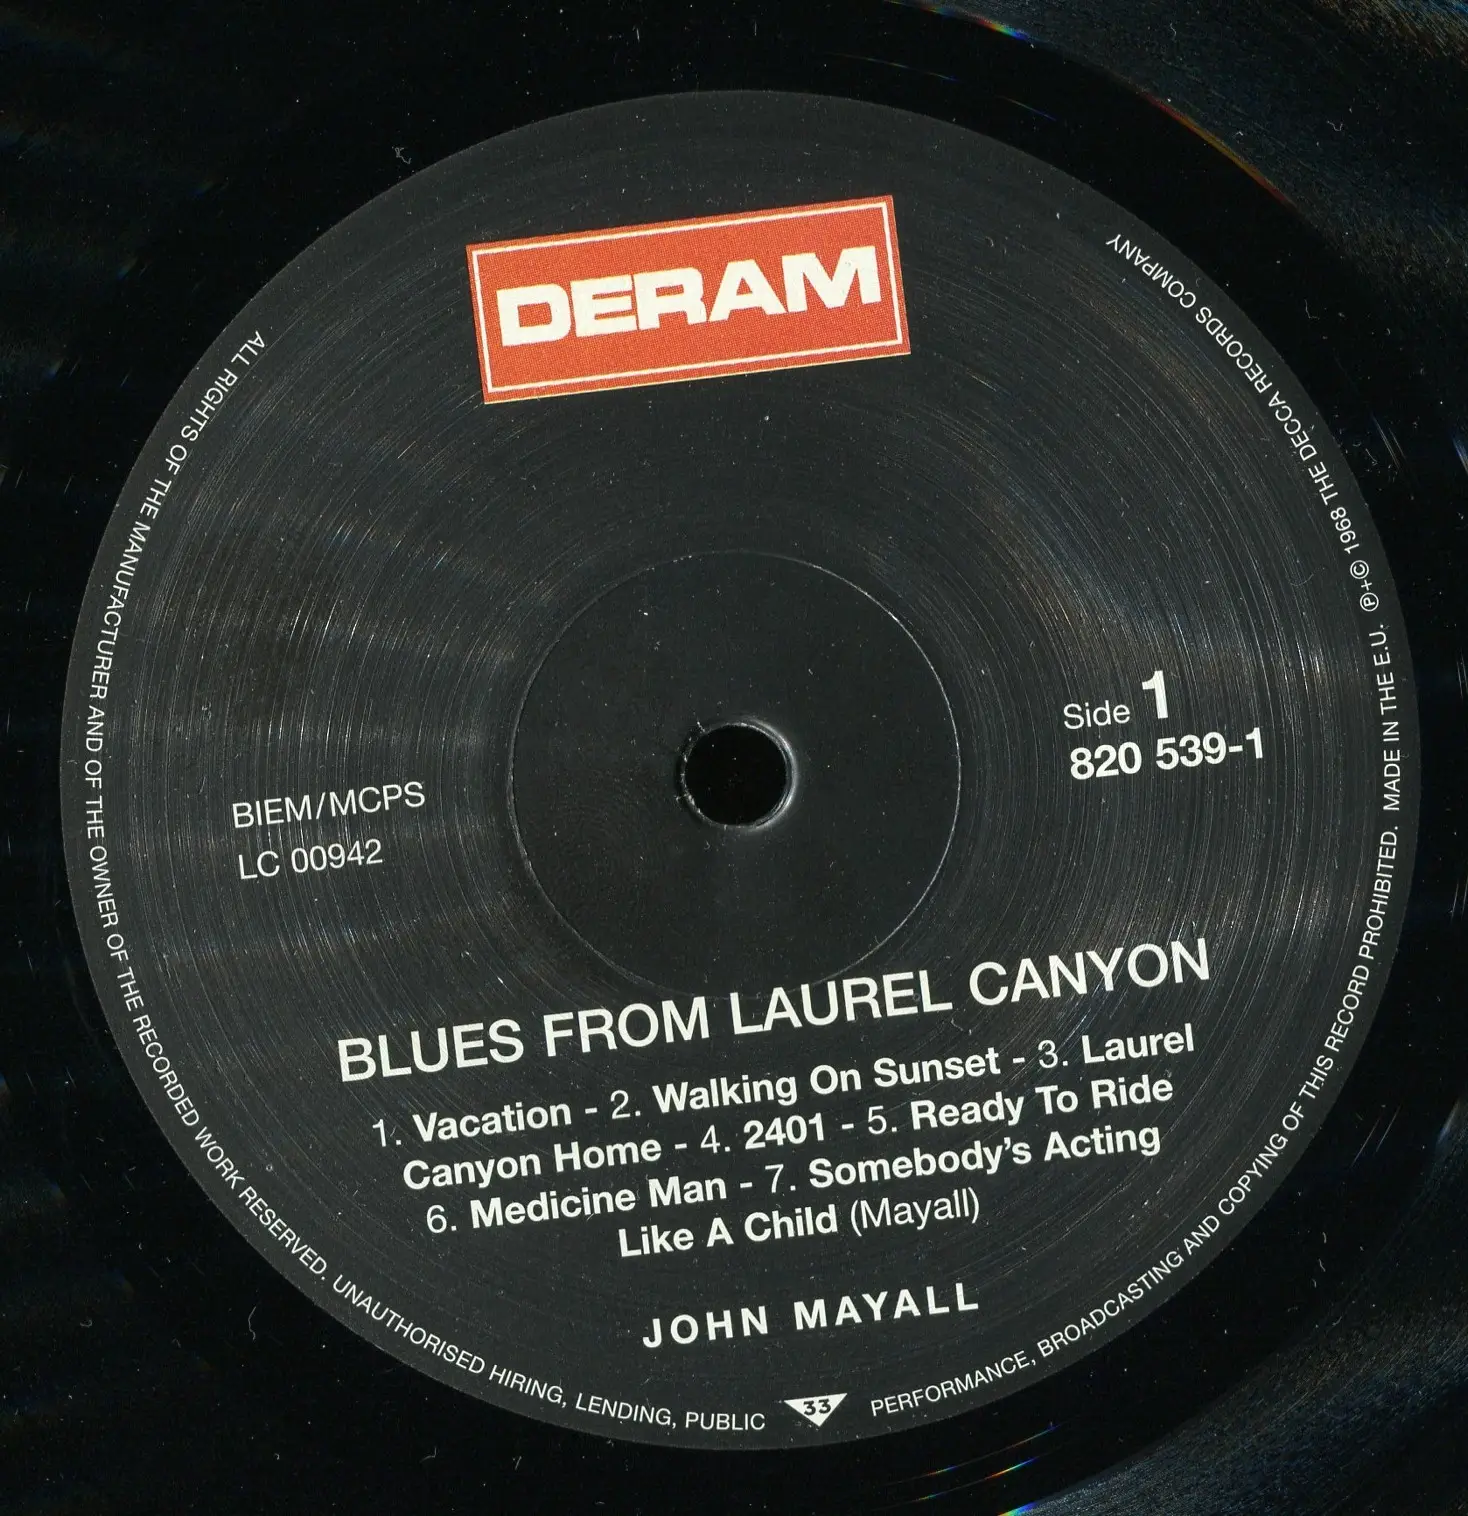 DERAM
BIEM/MCPS
LC 00942
Side 1
820 539-1
BLUES FROM LAUREL CANYON
1. Vacation - 2. Walking On Sunset - 3. Laurel
Canyon Home - 4. 2401 - 5. Ready To Ride
6. Medicine Man - 7. Somebody's Acting
Like A Child (Mayall)
JOHN MAYALL
33
ALL RIGHTS OF THE MANUFACTURER AND OF THE OWNER OF THE RECORDED WORK RESERVED. UNAUTHORISED HIRING, LENDING, PUBLIC PERFORMANCE, BROADCASTING AND COPYING OF THIS RECORD PROHIBITED. MADE IN THE E.U. ℗+© 1968 THE DECCA RECORDS COMPANY